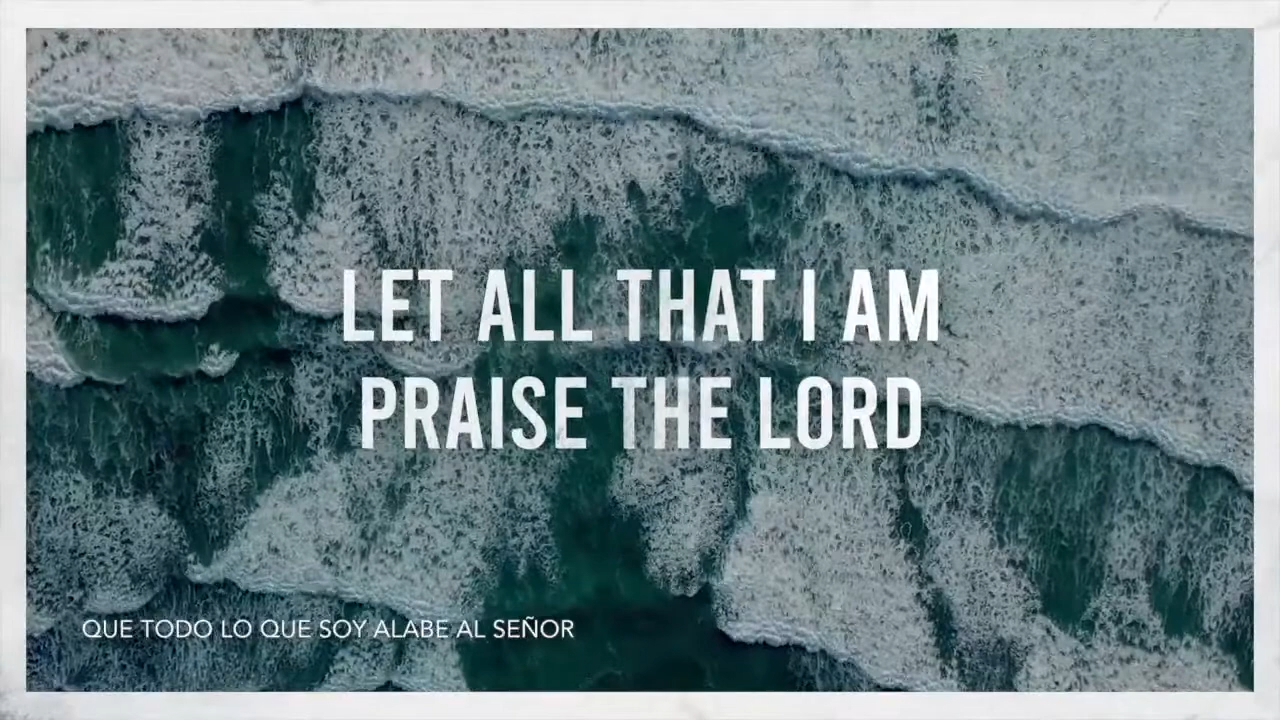 LET ALL THAT I AM
PRAISE THE LORD
QUE TODO LO QUE SOY ALABE AL SEÑOR